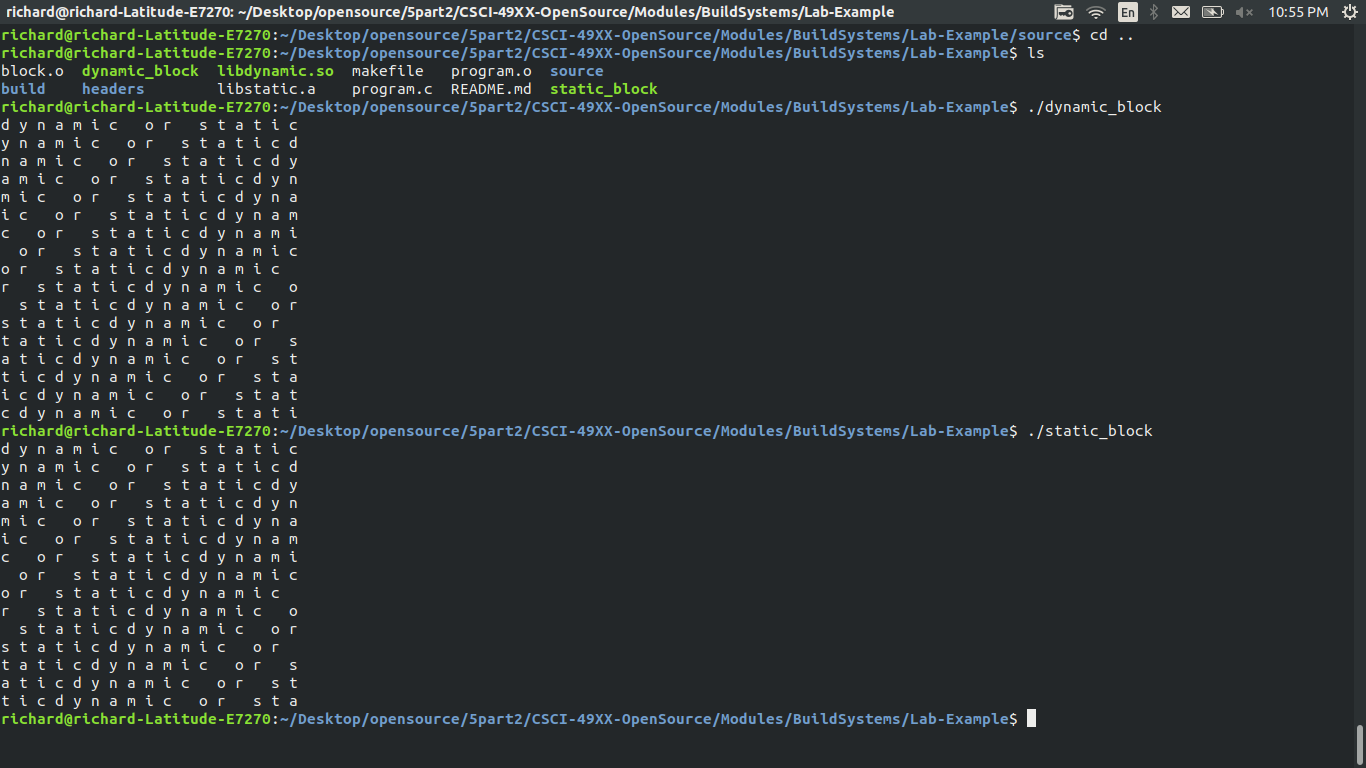 richard@richard-Latitude-E7270: ~/Desktop/opensource/5part2/CSCI-49XX-OpenSource/Modules/BuildSystems/Lab-Example En 10:55 PM
richard@richard-Latitude-E7270:~/Desktop/opensource/5part2/CSCI-49XX-OpenSource/Modules/BuildSystems/Lab-Example/source$ cd ..
richard@richard-Latitude-E7270:~/Desktop/opensource/5part2/CSCI-49XX-OpenSource/Modules/BuildSystems/Lab-Example$ ls
block.o  dynamic_block  libdynamic.so  makefile   program.o  source
build    headers        libstatic.a    program.c  README.md  static_block
richard@richard-Latitude-E7270:~/Desktop/opensource/5part2/CSCI-49XX-OpenSource/Modules/BuildSystems/Lab-Example$ ./dynamic_block
d y n a m i c   o r   s t a t i c
y n a m i c   o r   s t a t i c d
n a m i c   o r   s t a t i c d y
a m i c   o r   s t a t i c d y n
m i c   o r   s t a t i c d y n a
i c   o r   s t a t i c d y n a m
c   o r   s t a t i c d y n a m i
  o r   s t a t i c d y n a m i c
o r   s t a t i c d y n a m i c
r   s t a t i c d y n a m i c   o
  s t a t i c d y n a m i c   o r
s t a t i c d y n a m i c   o r
t a t i c d y n a m i c   o r   s
a t i c d y n a m i c   o r   s t
t i c d y n a m i c   o r   s t a
i c d y n a m i c   o r   s t a t
c d y n a m i c   o r   s t a t i
richard@richard-Latitude-E7270:~/Desktop/opensource/5part2/CSCI-49XX-OpenSource/Modules/BuildSystems/Lab-Example$ ./static_block
d y n a m i c   o r   s t a t i c
y n a m i c   o r   s t a t i c d
n a m i c   o r   s t a t i c d y
a m i c   o r   s t a t i c d y n
m i c   o r   s t a t i c d y n a
i c   o r   s t a t i c d y n a m
c   o r   s t a t i c d y n a m i
  o r   s t a t i c d y n a m i c
o r   s t a t i c d y n a m i c
r   s t a t i c d y n a m i c   o
  s t a t i c d y n a m i c   o r
s t a t i c d y n a m i c   o r
t a t i c d y n a m i c   o r   s
a t i c d y n a m i c   o r   s t
t i c d y n a m i c   o r   s t a
richard@richard-Latitude-E7270:~/Desktop/opensource/5part2/CSCI-49XX-OpenSource/Modules/BuildSystems/Lab-Example$